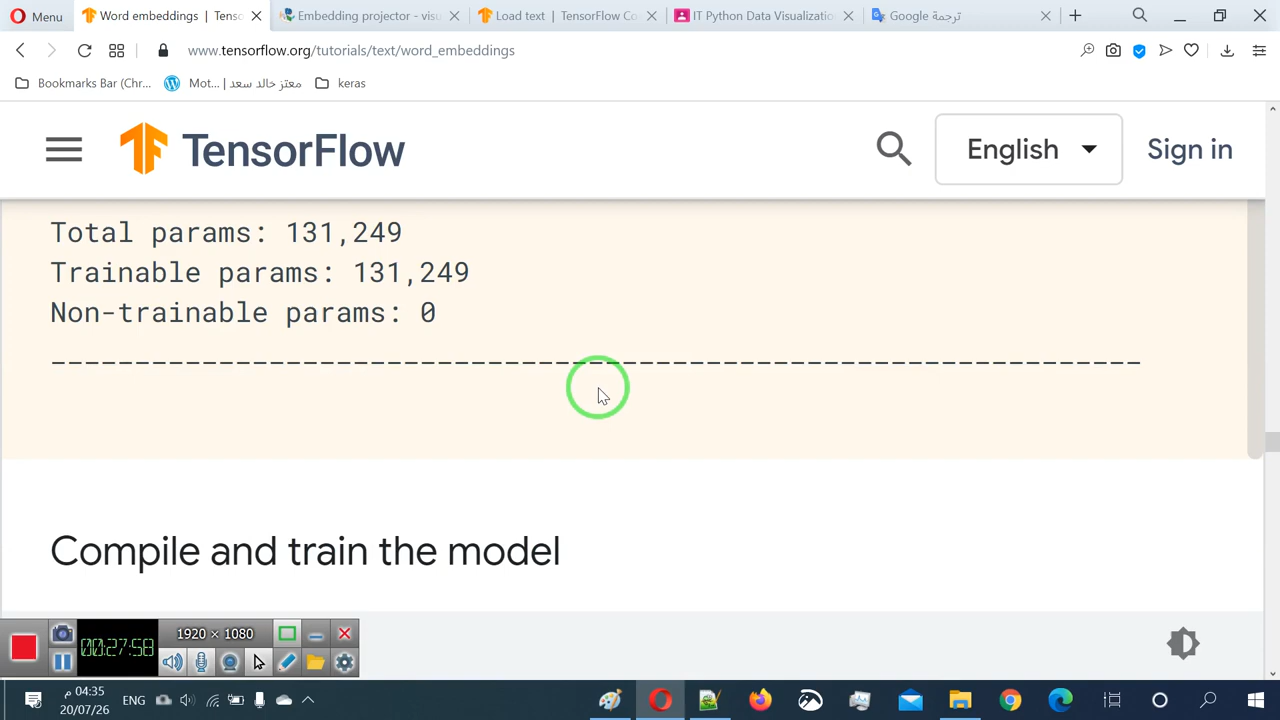 Menu
Word embeddings | Tenso
Embedding projector - visu
Load text | TensorFlow Co
IT Python Data Visualization
ترجمة Google
www.tensorflow.org/tutorials/text/word_embeddings
Bookmarks Bar (Chr...
Mot... | معتز خالد سعد
keras
TensorFlow
English
Sign in
Total params: 131,249
Trainable params: 131,249
Non-trainable params: 0
Compile and train the model
00:27:58
1920 × 1080
04:35 م
ENG
20/07/26